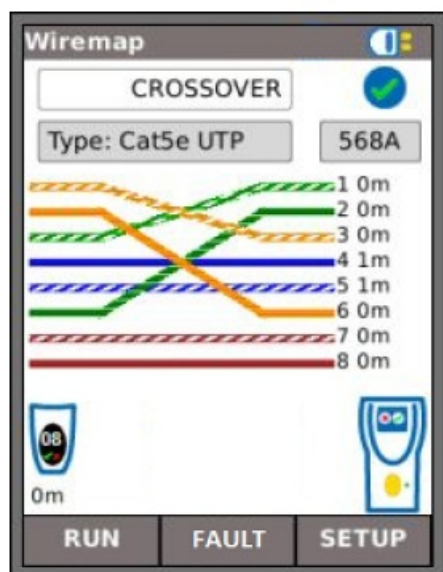 Wiremap
CROSSOVER
Type: Cat5e UTP 568A
1 0m
2 0m
3 0m
4 1m
5 1m
6 0m
7 0m
8 0m
08
0m
RUN FAULT SETUP